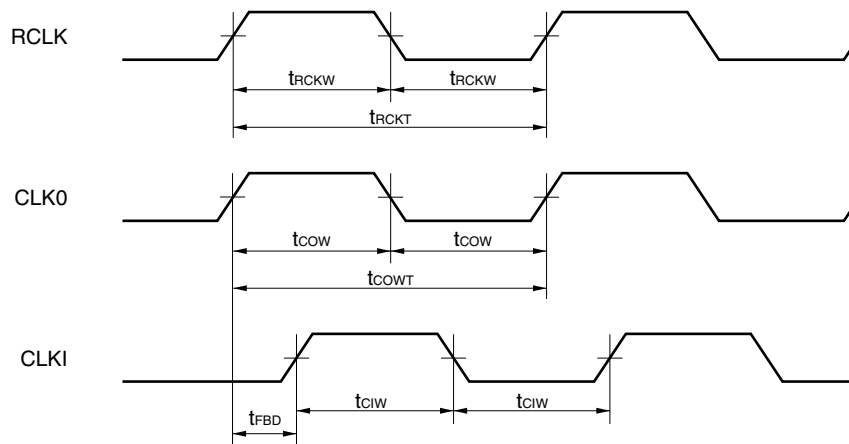 RCLK
tRCKW tRCKW
tRCKT
CLK0
tCOW tCOW
tCOWT
CLKI
tCIW tCIW
tFBD